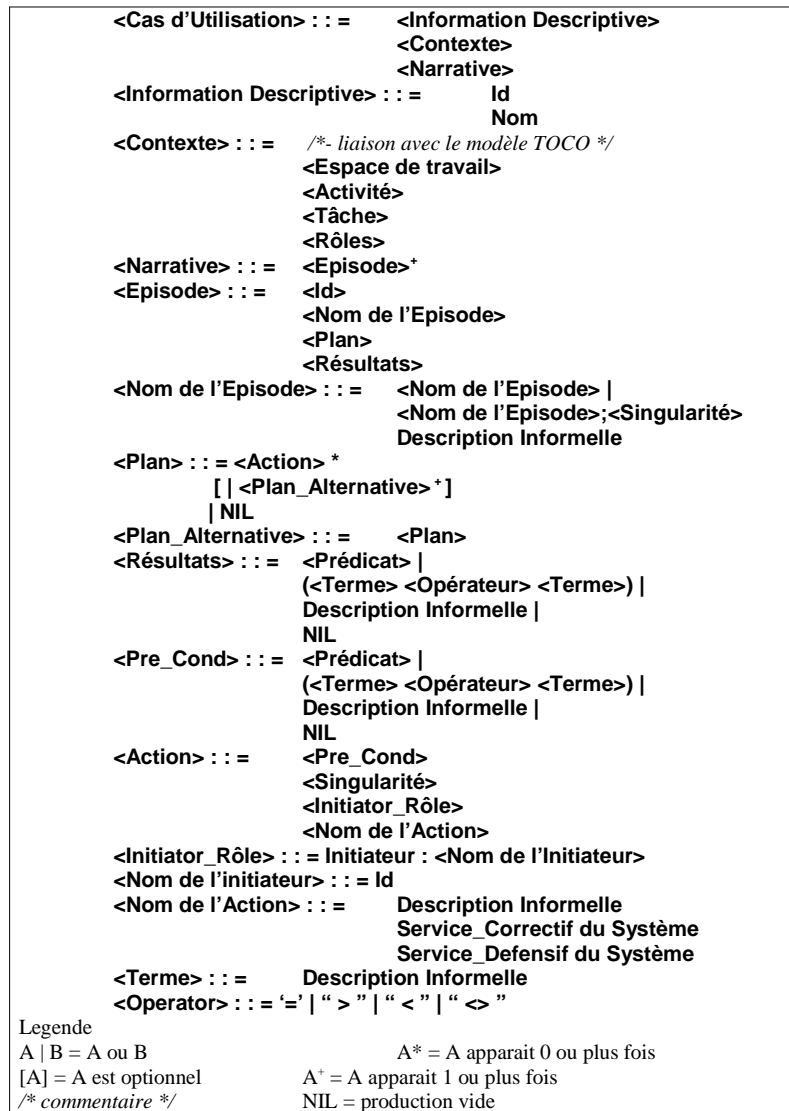 <Cas d’Utilisation> : : = <Information Descriptive>
<Contexte>
<Narrative>
<Information Descriptive> : : = Id
Nom
<Contexte> : : = /*- liaison avec le modèle TOCO */
<Espace de travail>
<Activité>
<Tâche>
<Rôles>
<Narrative> : : = <Episode>+
<Episode> : : = <Id>
<Nom de l’Episode>
<Plan>
<Résultats>
<Nom de l’Episode> : : = <Nom de l’Episode> |
<Nom de l’Episode>;<Singularité>
Description Informelle
<Plan> : : = <Action> *
[ | <Plan_Alternative> + ]
| NIL
<Plan_Alternative> : : = <Plan>
<Résultats> : : = <Prédicat> |
(<Terme> <Opérateur> <Terme>) |
Description Informelle |
NIL
<Pre_Cond> : : = <Prédicat> |
(<Terme> <Opérateur> <Terme>) |
Description Informelle |
NIL
<Action> : : = <Pre_Cond>
<Singularité>
<Initiator_Rôle>
<Nom de l’Action>
<Initiator_Rôle> : : = Initiateur : <Nom de l’Initiateur>
<Nom de l’initiateur> : : = Id
<Nom de l’Action> : : = Description Informelle
Service_Correctif du Système
Service_Defensif du Système
<Terme> : : = Description Informelle
<Operator> : : = ‘=’ | “ > ” | “ < ” | “ <> ”
Legende
A | B = A ou B A* = A apparait 0 ou plus fois
[A] = A est optionnel A+ = A apparait 1 ou plus fois
/* commentaire */ NIL = production vide